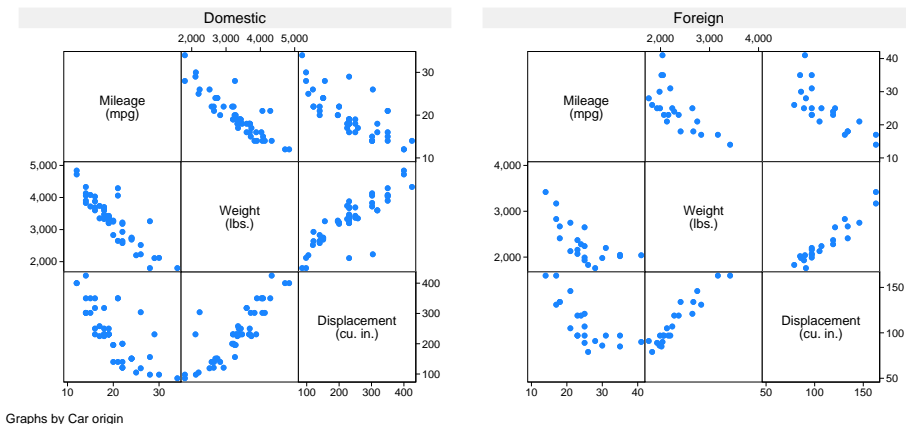 Domestic
Foreign
2,000 3,000 4,000 5,000
2,000 3,000 4,000
Mileage
(mpg)
30
20
10
Mileage
(mpg)
40
30
20
10
5,000
4,000
3,000
2,000
Weight
(lbs.)
4,000
3,000
2,000
Weight
(lbs.)
Displacement
(cu. in.)
400
300
200
100
Displacement
(cu. in.)
150
100
50
10 20 30
100 200 300 400
10 20 30 40
50 100 150
Graphs by Car origin